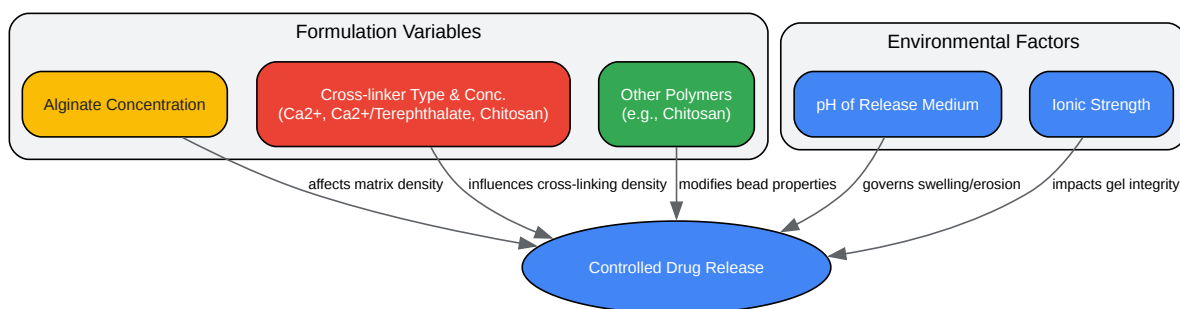 Formulation Variables
Environmental Factors
Alginate Concentration
Cross-linker Type & Conc.
(Ca2+, Ca2+/Terephthalate, Chitosan)
Other Polymers
(e.g., Chitosan)
pH of Release Medium
Ionic Strength
affects matrix density
influences cross-linking density
modifies bead properties
governs swelling/erosion
impacts gel integrity
Controlled Drug Release